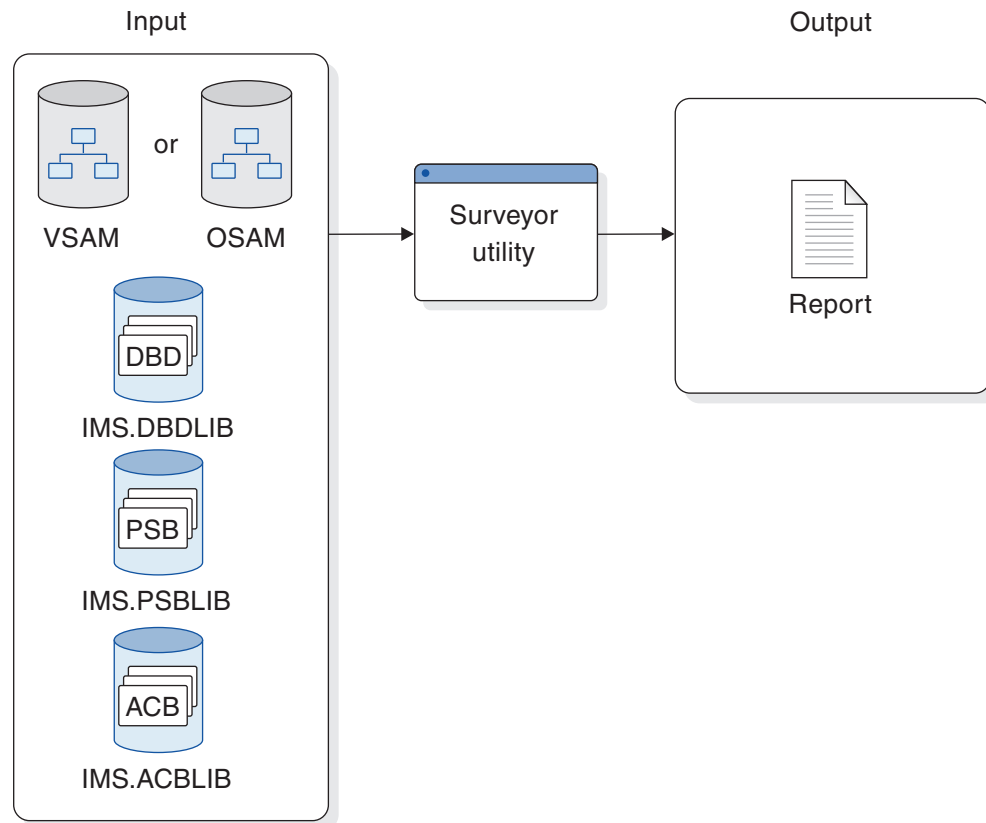 Input
Output
or
VSAM
OSAM
Surveyor
utility
Report
DBD
IMS.DBDLIB
PSB
IMS.PSBLIB
ACB
IMS.ACBLIB